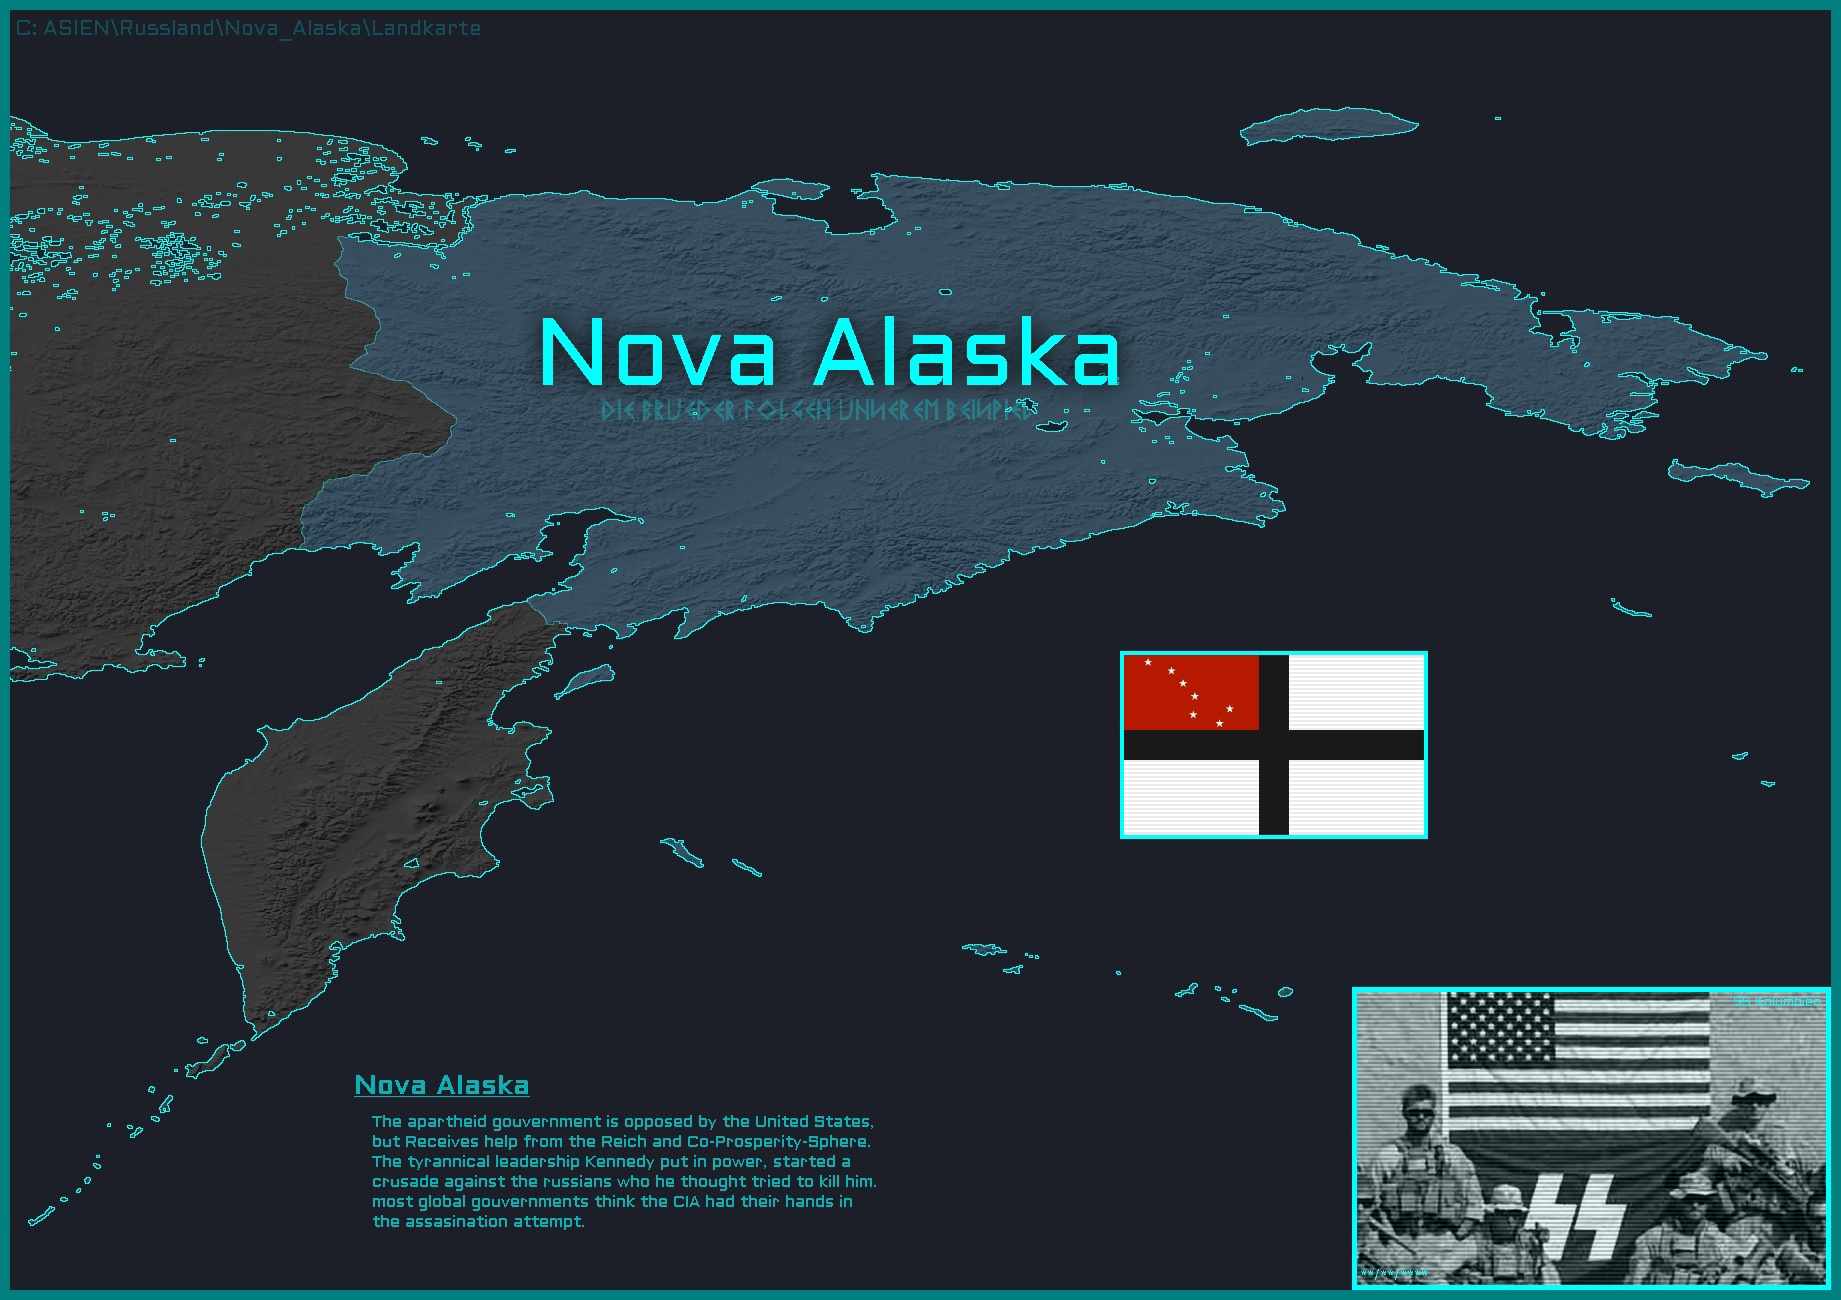 C: ASIEN\Russland\Nova_Alaska\Landkarte
Nova Alaska
DIE BRUEDER FOLGEN UNSEREM BEISPIEL
SS Kolumbien
Nova Alaska
The apartheid gouvernment is opposed by the United States,
but Receives help from the Reich and Co-Prosperity-Sphere.
The tyrannical leadership Kennedy put in power, started a
crusade against the russians who he thought tried to kill him.
most global gouvernments think the CIA had their hands in
the assasination attempt.